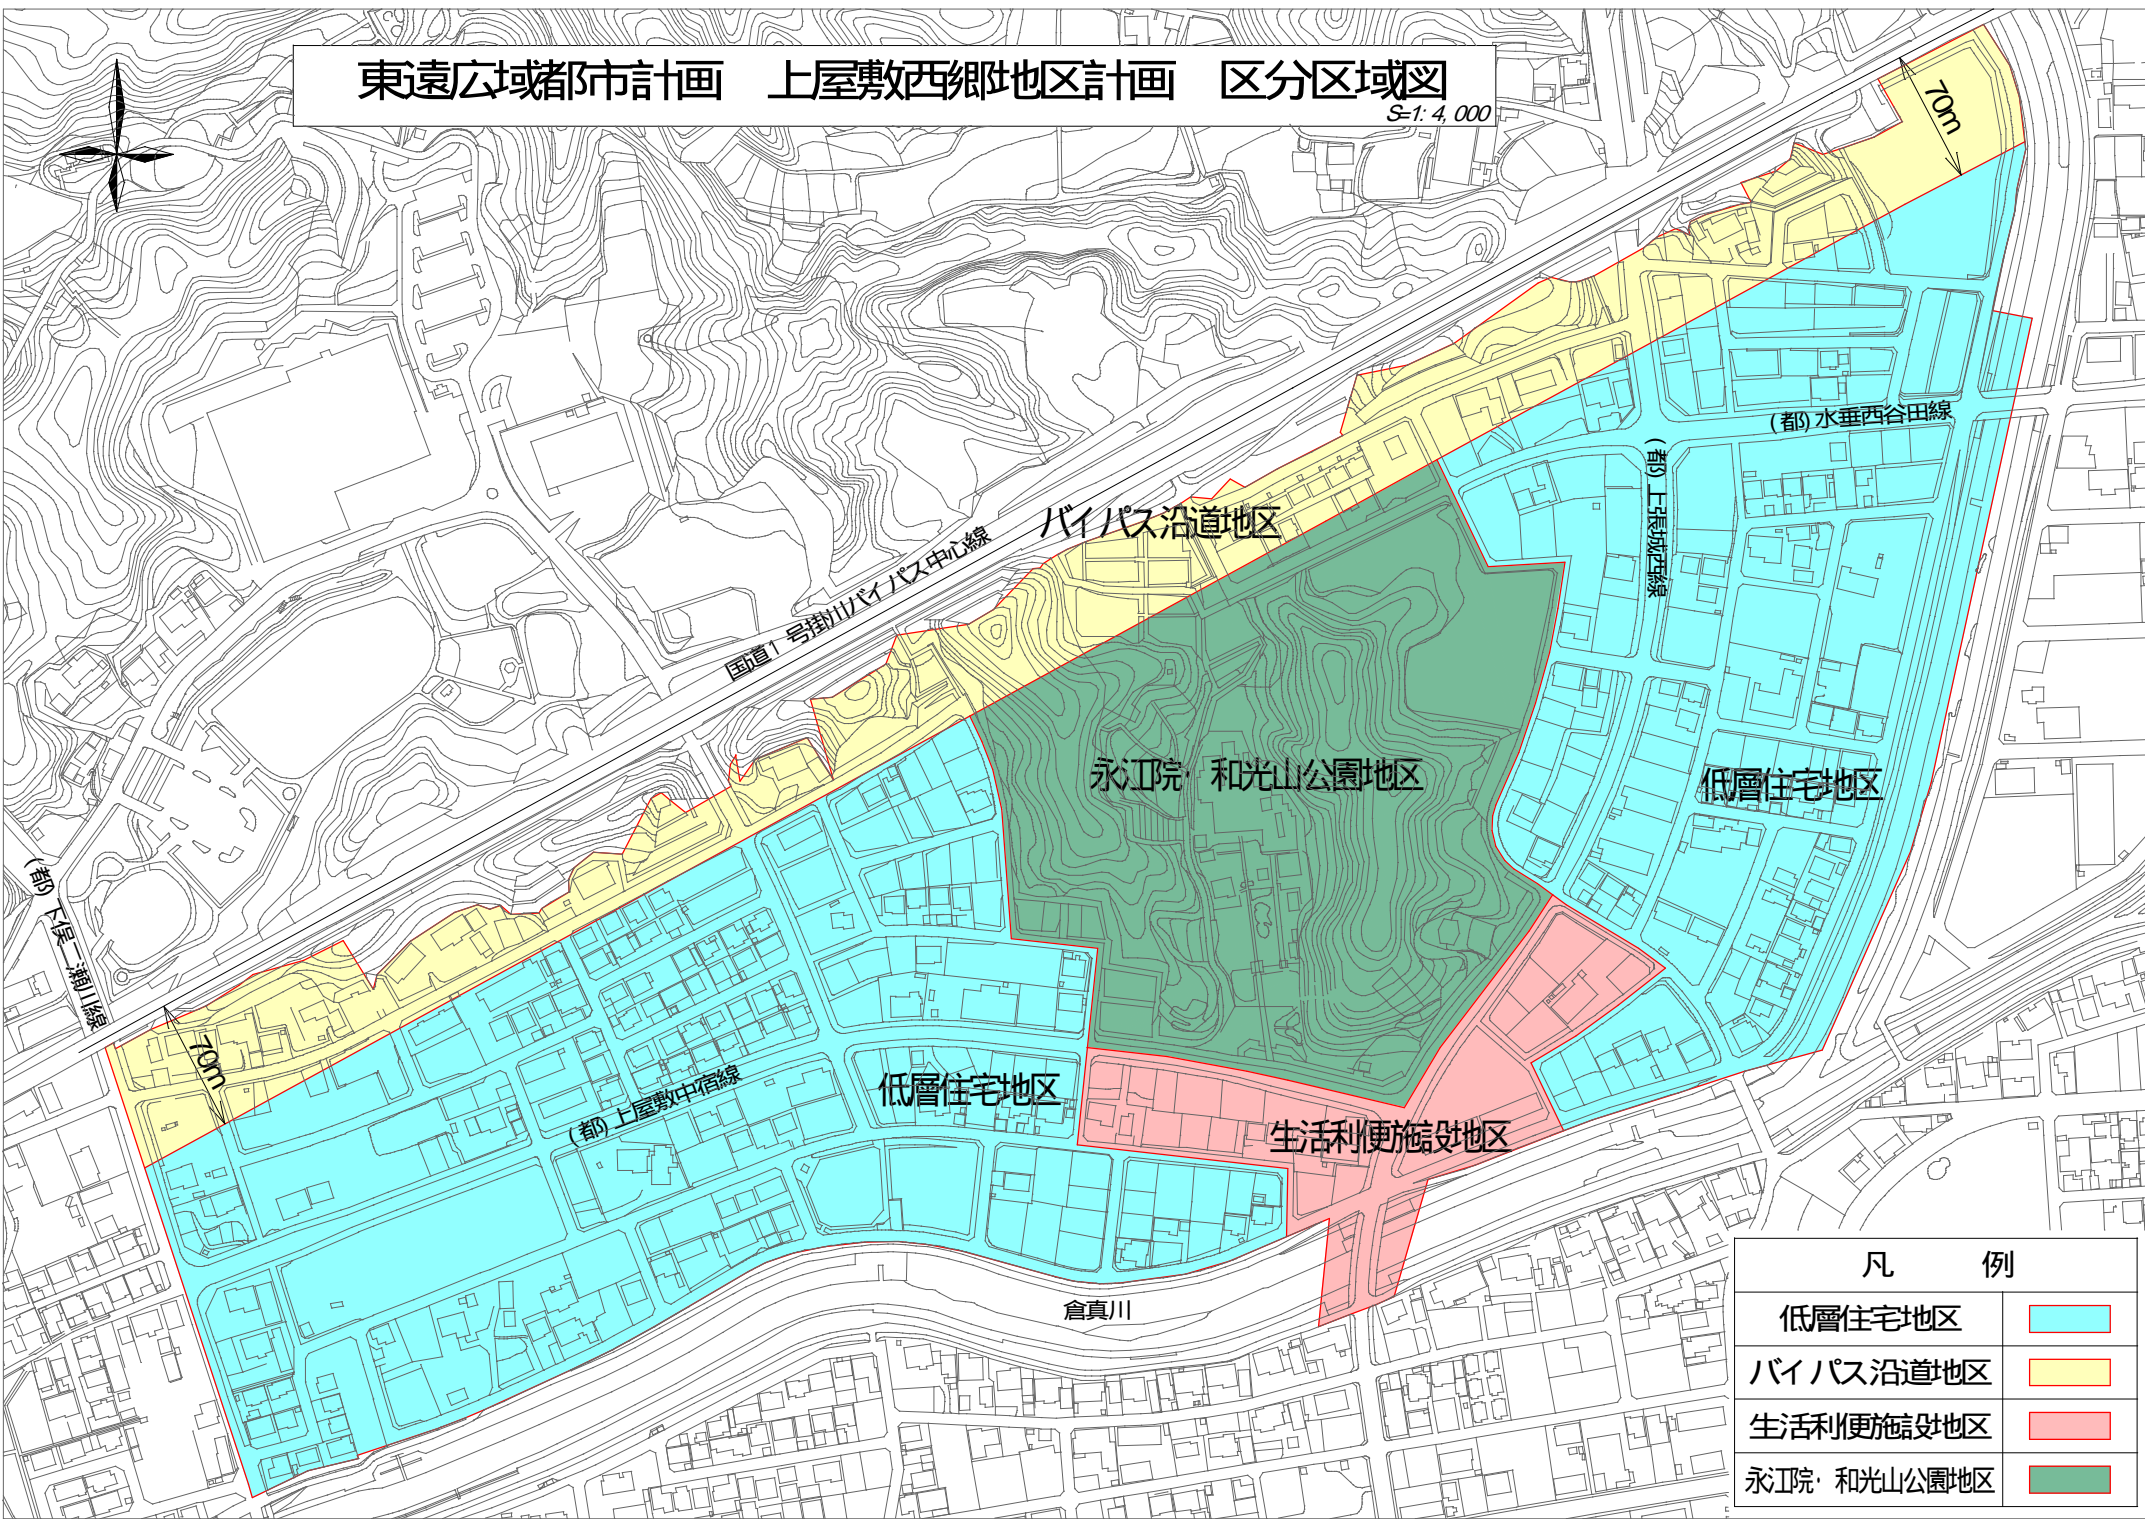 東遠広域都市計画　上屋敷西郷地区計画　区分区域図
S=1:4,000
70m
(都)水垂西谷田線
(都)上張城西線
バイパス沿道地区
国道1号掛川バイパス中心線
永江院・和光山公園地区
低層住宅地区
(都)下俣二瀬川線
70m
(都)上屋敷中宿線
低層住宅地区
生活利便施設地区
倉真川
凡　例
低層住宅地区
バイパス沿道地区
生活利便施設地区
永江院・和光山公園地区